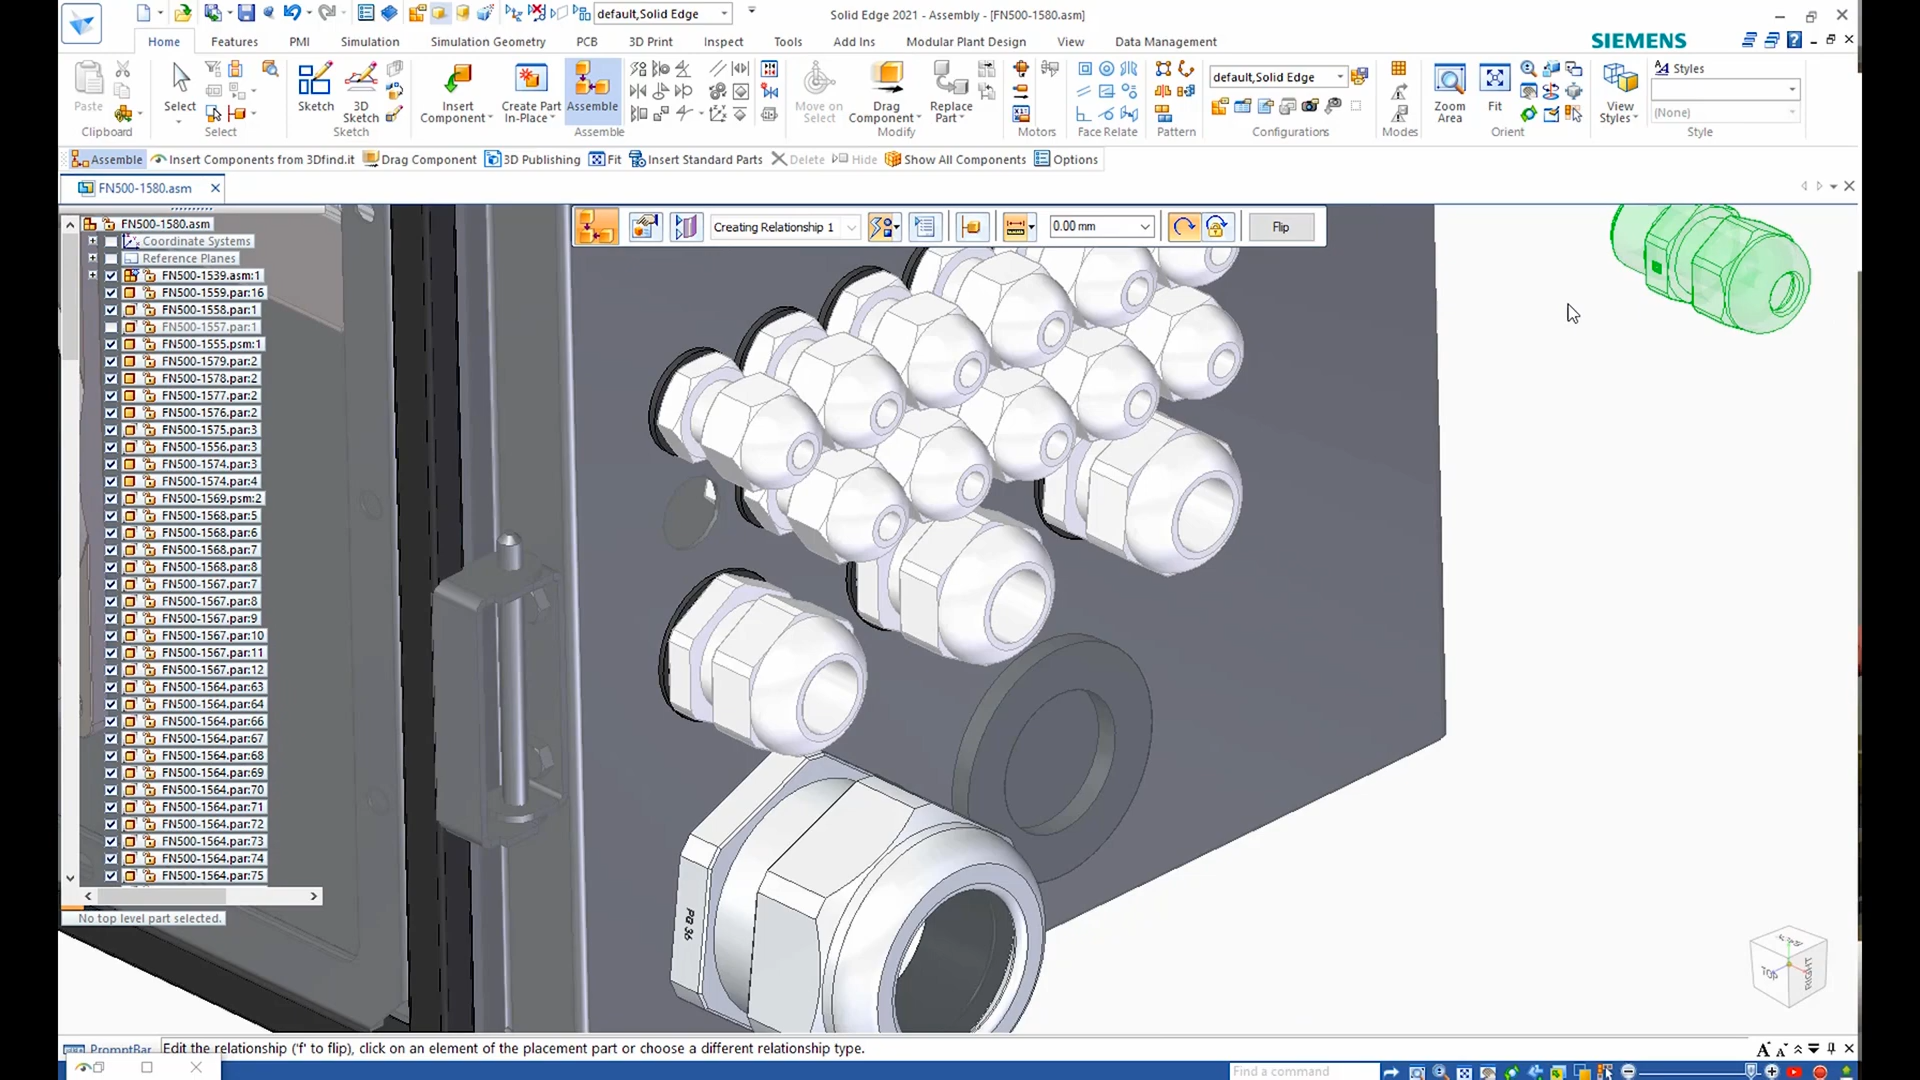 default,Solid Edge
Solid Edge 2021 - Assembly - [FN500-1580.asm]
Home
Features
PMI
Simulation
Simulation Geometry
PCB
3D Print
Inspect
Tools
Add Ins
Modular Plant Design
View
Data Management
SIEMENS
Paste
Clipboard
Select
Select
Sketch
3D
Sketch
Sketch
Insert
Component
Create Part
In-Place
Assemble
Assemble
Move on
Select
Drag
Component
Modify
Replace
Part
Motors
Face Relate
Pattern
default,Solid Edge
Configurations
Modes
Zoom
Area
Fit
Orient
View
Styles
Styles
(None)
Style
Assemble
Insert Components from 3Dfind.it
Drag Component
3D Publishing
Fit
Insert Standard Parts
Delete
Hide
Show All Components
Options
FN500-1580.asm
Creating Relationship 1
0.00 mm
Flip
FN500-1580.asm
Coordinate Systems
Reference Planes
FN500-1539.asm:1
FN500-1559.par:16
FN500-1558.par:1
FN500-1557.par:1
FN500-1555.psm:1
FN500-1579.par:2
FN500-1578.par:2
FN500-1577.par:2
FN500-1576.par:2
FN500-1575.par:3
FN500-1556.par:3
FN500-1574.par:3
FN500-1574.par:4
FN500-1569.psm:2
FN500-1568.par:5
FN500-1568.par:6
FN500-1568.par:7
FN500-1568.par:8
FN500-1567.par:7
FN500-1567.par:8
FN500-1567.par:9
FN500-1567.par:10
FN500-1567.par:11
FN500-1567.par:12
FN500-1564.par:63
FN500-1564.par:64
FN500-1564.par:66
FN500-1564.par:67
FN500-1564.par:68
FN500-1564.par:69
FN500-1564.par:70
FN500-1564.par:71
FN500-1564.par:72
FN500-1564.par:73
FN500-1564.par:74
FN500-1564.par:75
No top level part selected.
PG 36
BACK
TOP
RIGHT
PromptBar
Edit the relationship ('f' to flip), click on an element of the placement part or choose a different relationship type.
Find a command